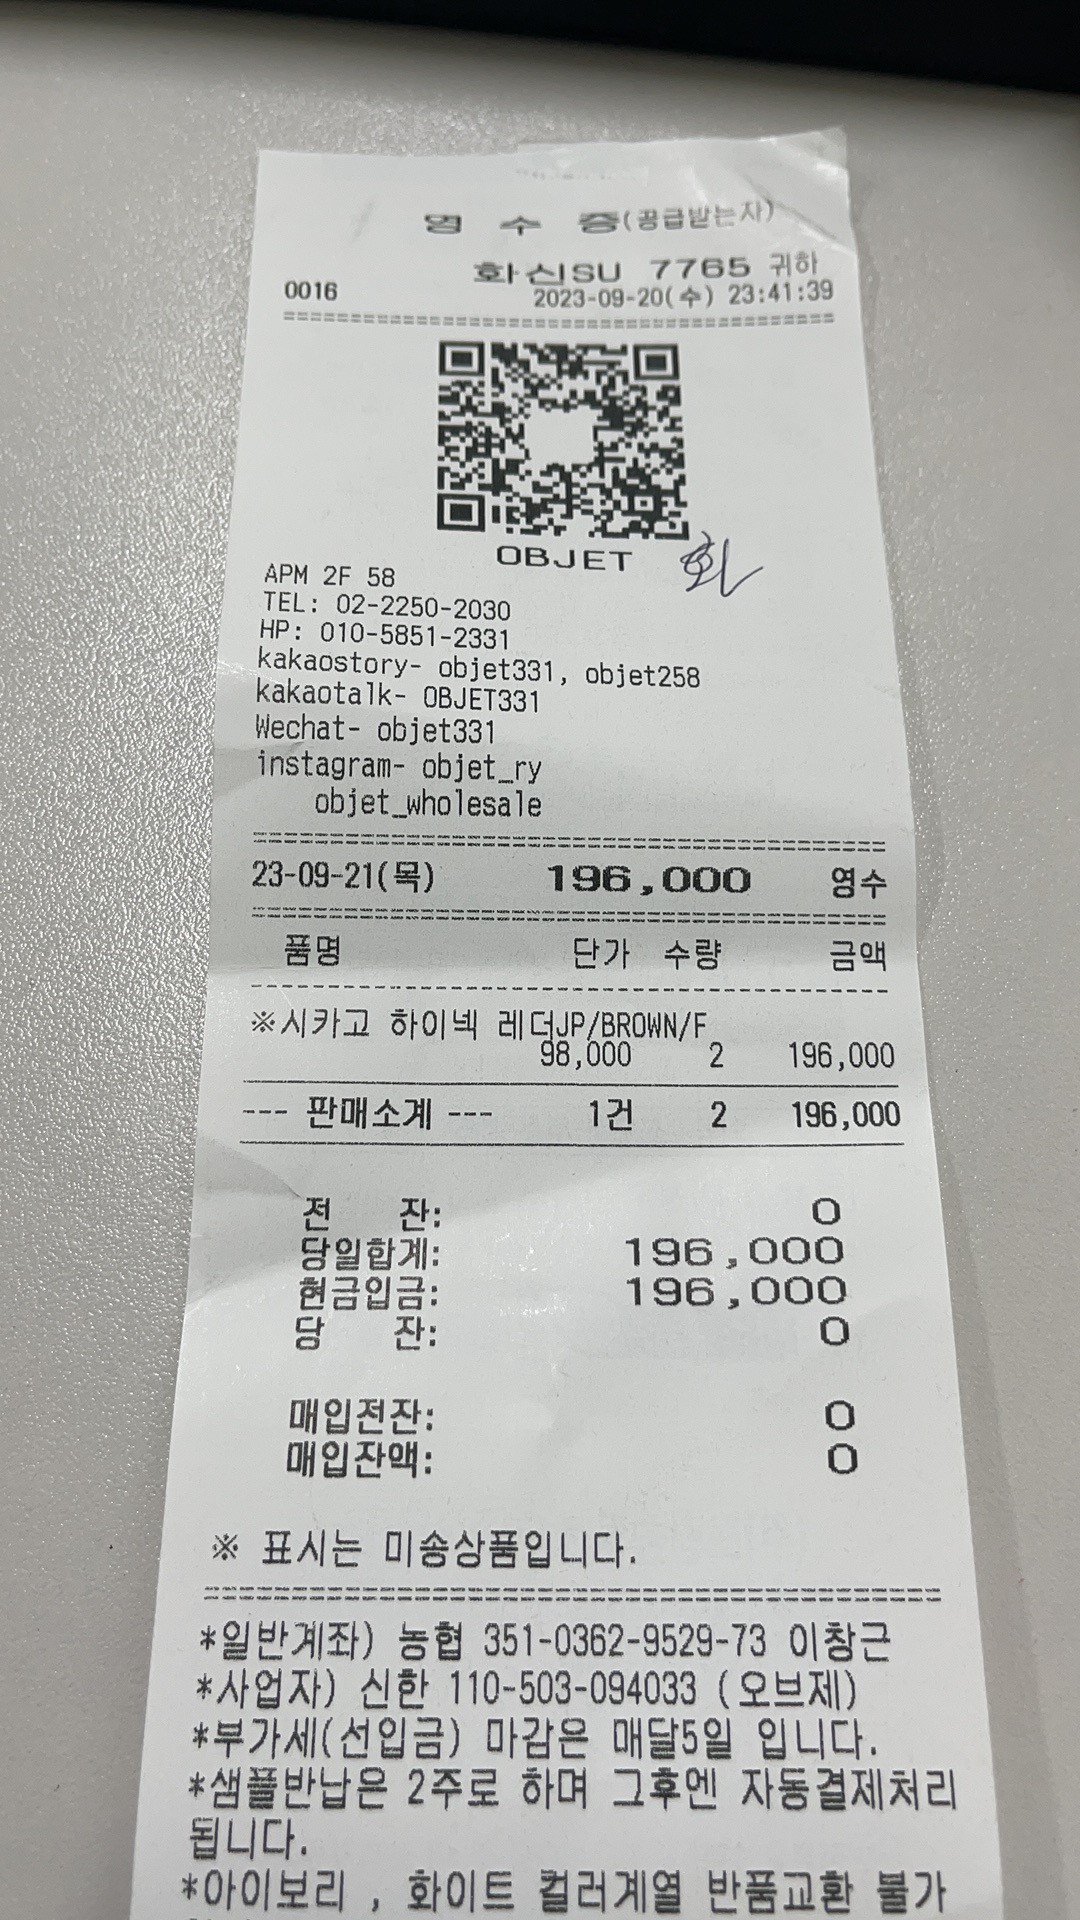 영 수 증(공급받는자)
화신SU 7765 귀하
0016 2023-09-20(수) 23:41:39
OBJET 화
APM 2F 58
TEL: 02-2250-2030
HP: 010-5851-2331
kakaostory- objet331, objet258
kakaotalk- OBJET331
Wechat- objet331
instagram- objet_ry
objet_wholesale
23-09-21(목) 196,000 영수
품명 단가 수량 금액
※시카고 하이넥 레더JP/BROWN/F
98,000 2 196,000
--- 판매소계 --- 1건 2 196,000
전 잔: 0
당일합계: 196,000
현금입금: 196,000
당 잔: 0
매입전잔: 0
매입잔액: 0
※ 표시는 미송상품입니다.
*일반계좌) 농협 351-0362-9529-73 이창근
*사업자) 신한 110-503-094033 (오브제)
*부가세(선입금) 마감은 매달5일 입니다.
*샘플반납은 2주로 하며 그후엔 자동결제처리
됩니다.
*아이보리 , 화이트 컬러계열 반품교환 불가